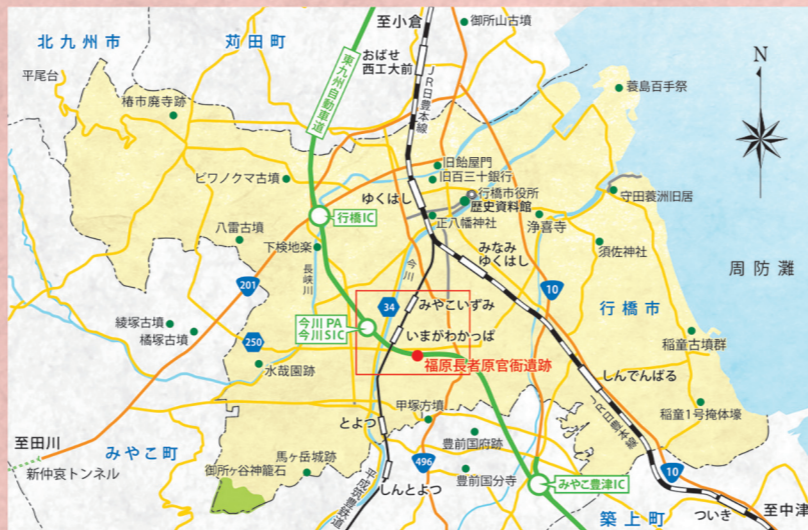 至小倉
御所山古墳
北九州市
苅田町
平尾台
おばせ
西工大前
東九州自動車道
JR日豊本線
椿市廃寺跡
蓑島百手祭
N
旧飴屋門
旧百三十銀行
ビワノクマ古墳
ゆくはし
行橋市役所
歴史資料館
守田蓑洲旧居
行橋IC
正八幡神社
浄喜寺
八雷古墳
下検地楽
みなみ
ゆくはし
須佐神社
長峡川
今川
周防灘
201
10
34
みやこいずみ
行橋市
綾塚古墳
橘塚古墳
今川PA
今川SIC
いまがわかっぱ
250
福原長者原官衙遺跡
稲童古墳群
水哉園跡
しんでんばる
甲塚方墳
稲童1号掩体壕
とよつ
JR日豊本線
至田川
みやこ町
豊前国府跡
新仲哀トンネル
馬ヶ岳城跡
御所ヶ谷神籠石
496
豊前国分寺
10
しんとよつ
みやこ豊津IC
平成筑豊鉄道
築上町
ついき
至中津